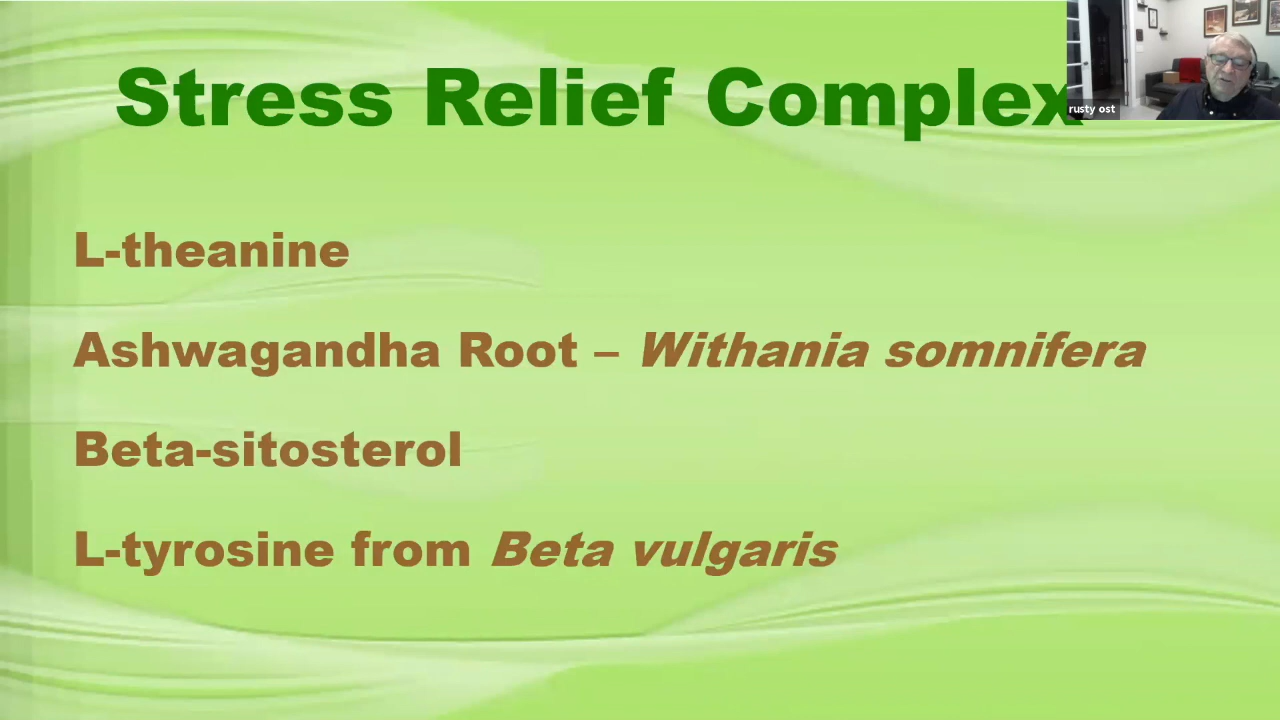 Stress Relief Complex
rusty ost
L-theanine
Ashwagandha Root – Withania somnifera
Beta-sitosterol
L-tyrosine from Beta vulgaris